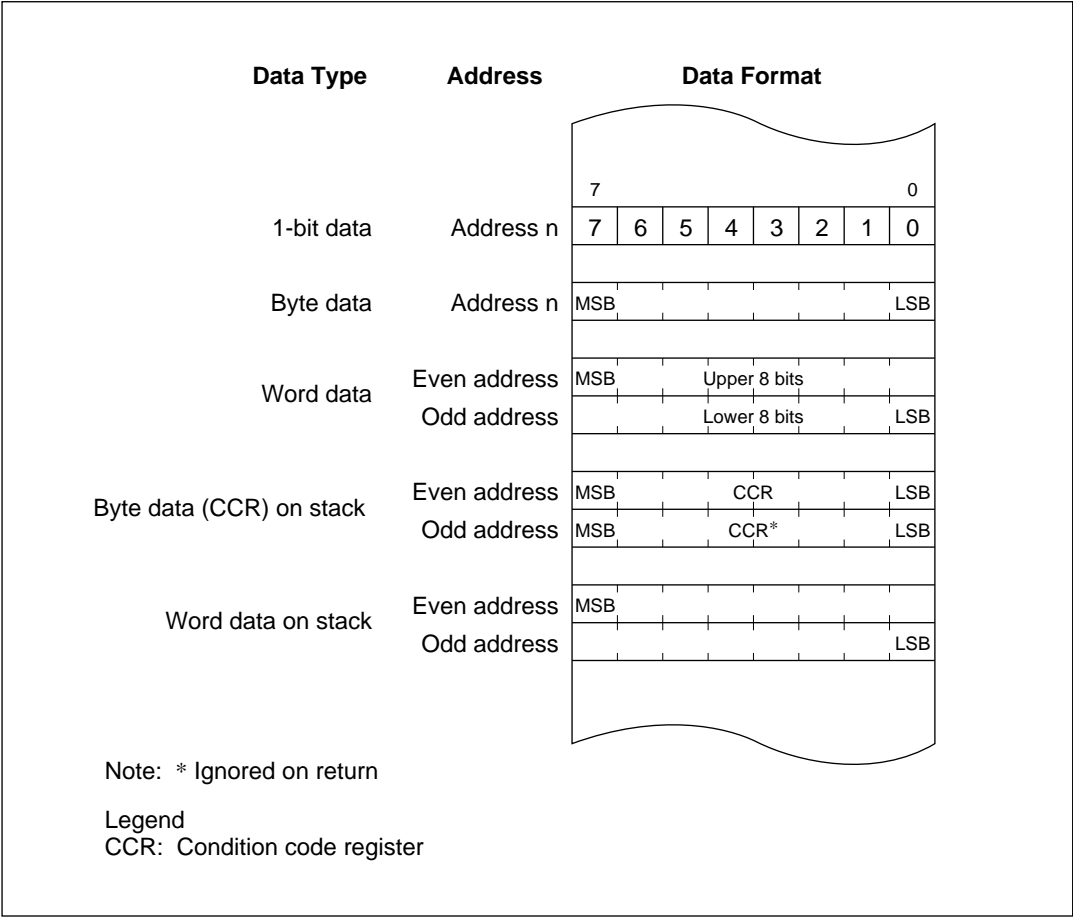 Data Type Address Data Format
7 0
1-bit data Address n 7 6 5 4 3 2 1 0
Byte data Address n MSB LSB
Word data
Even address MSB Upper 8 bits
Odd address Lower 8 bits LSB
Byte data (CCR) on stack
Even address MSB CCR LSB
Odd address MSB CCR* LSB
Word data on stack
Even address MSB
Odd address LSB
Note: * Ignored on return
Legend
CCR: Condition code register